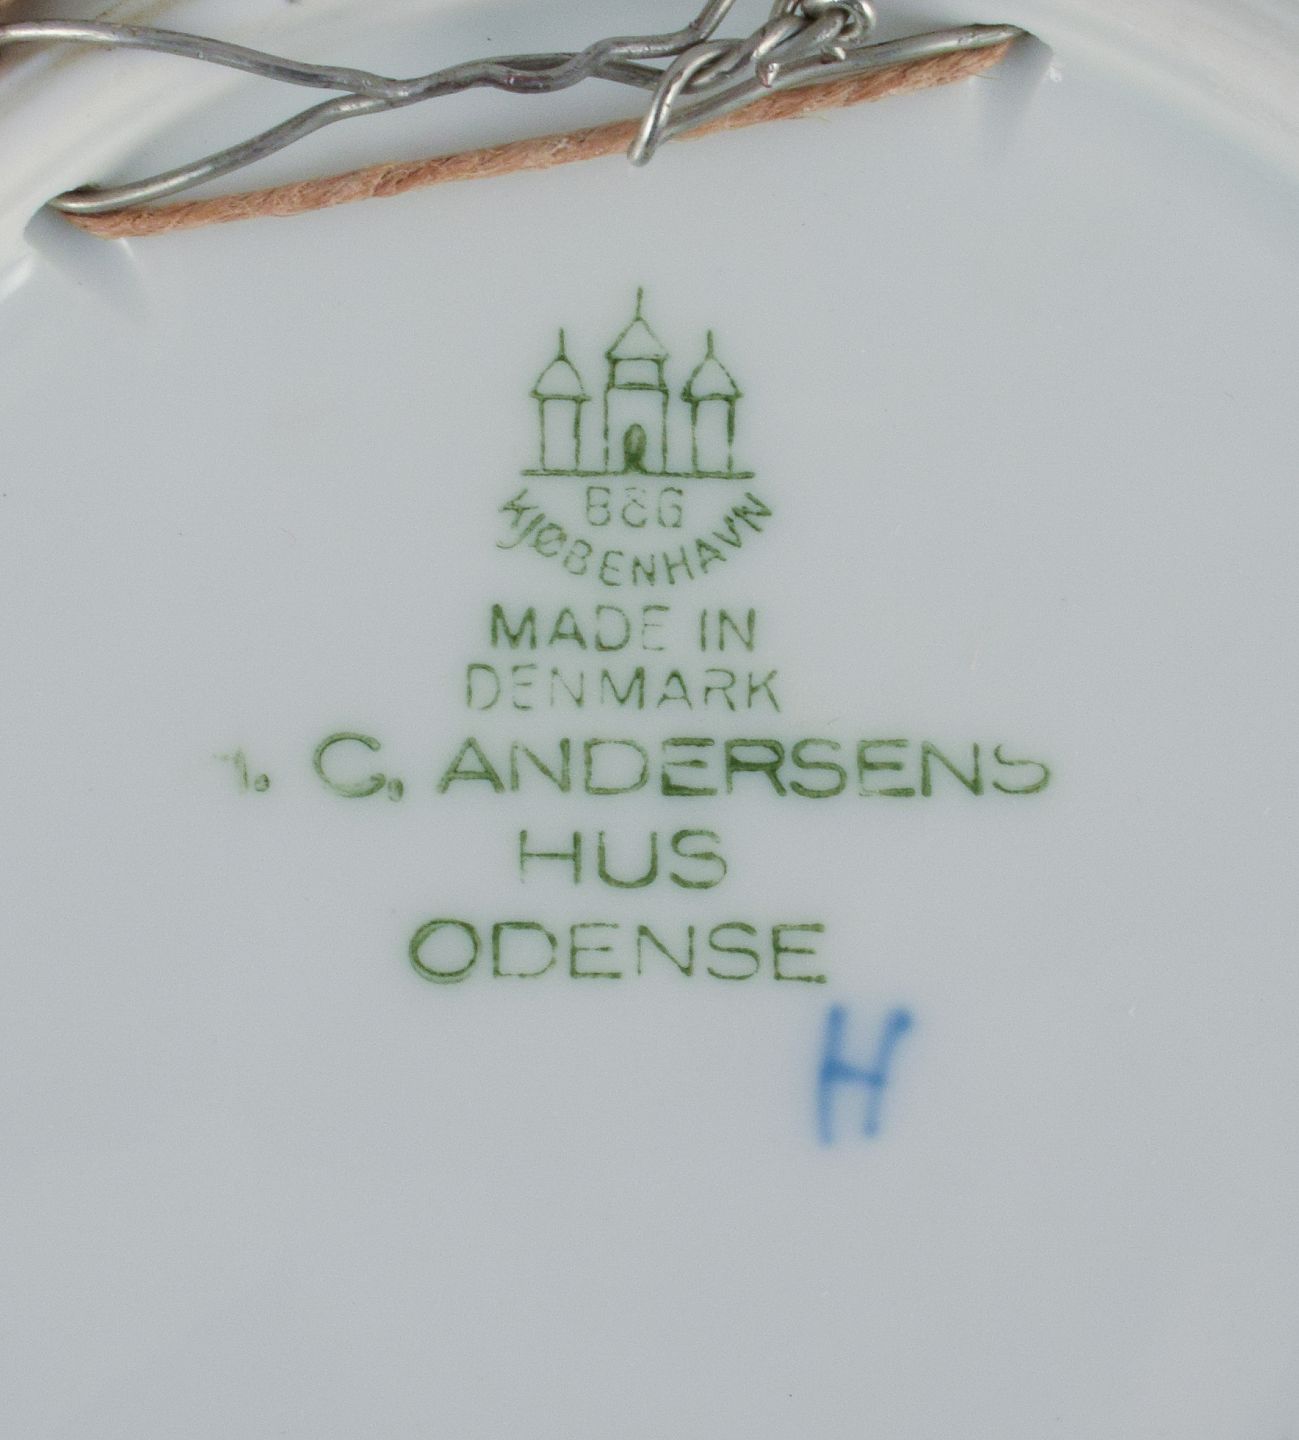 B&G
KJØBENHAVN
MADE IN
DENMARK
H. C. ANDERSENS
HUS
ODENSE
H